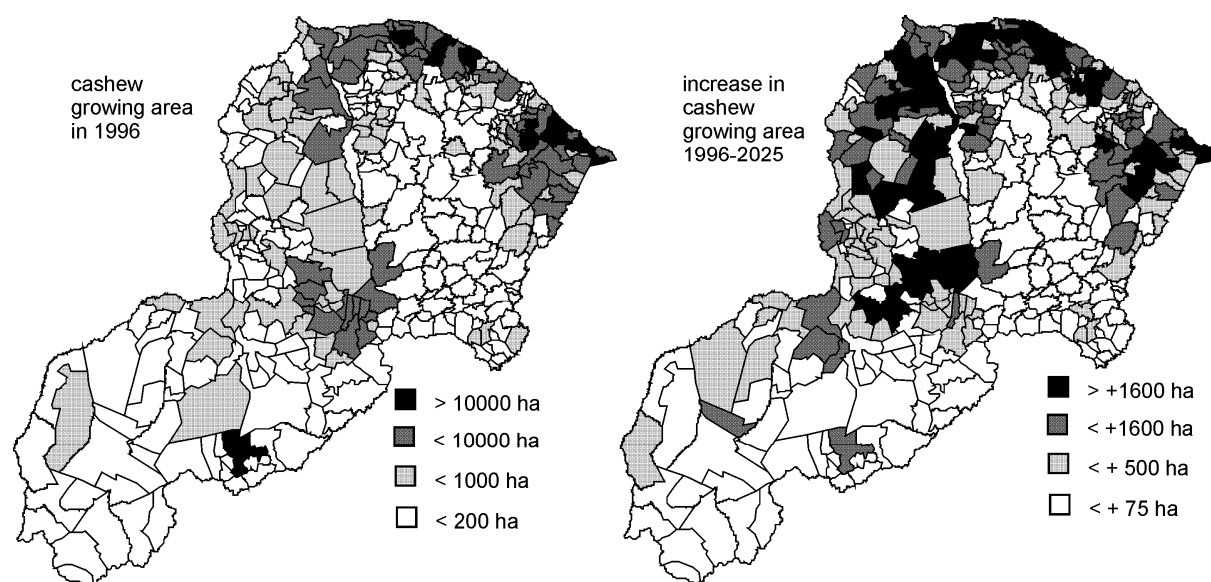 cashew
growing area
in 1996
> 10000 ha
< 10000 ha
< 1000 ha
< 200 ha
increase in
cashew
growing area
1996-2025
> +1600 ha
< +1600 ha
< + 500 ha
< + 75 ha